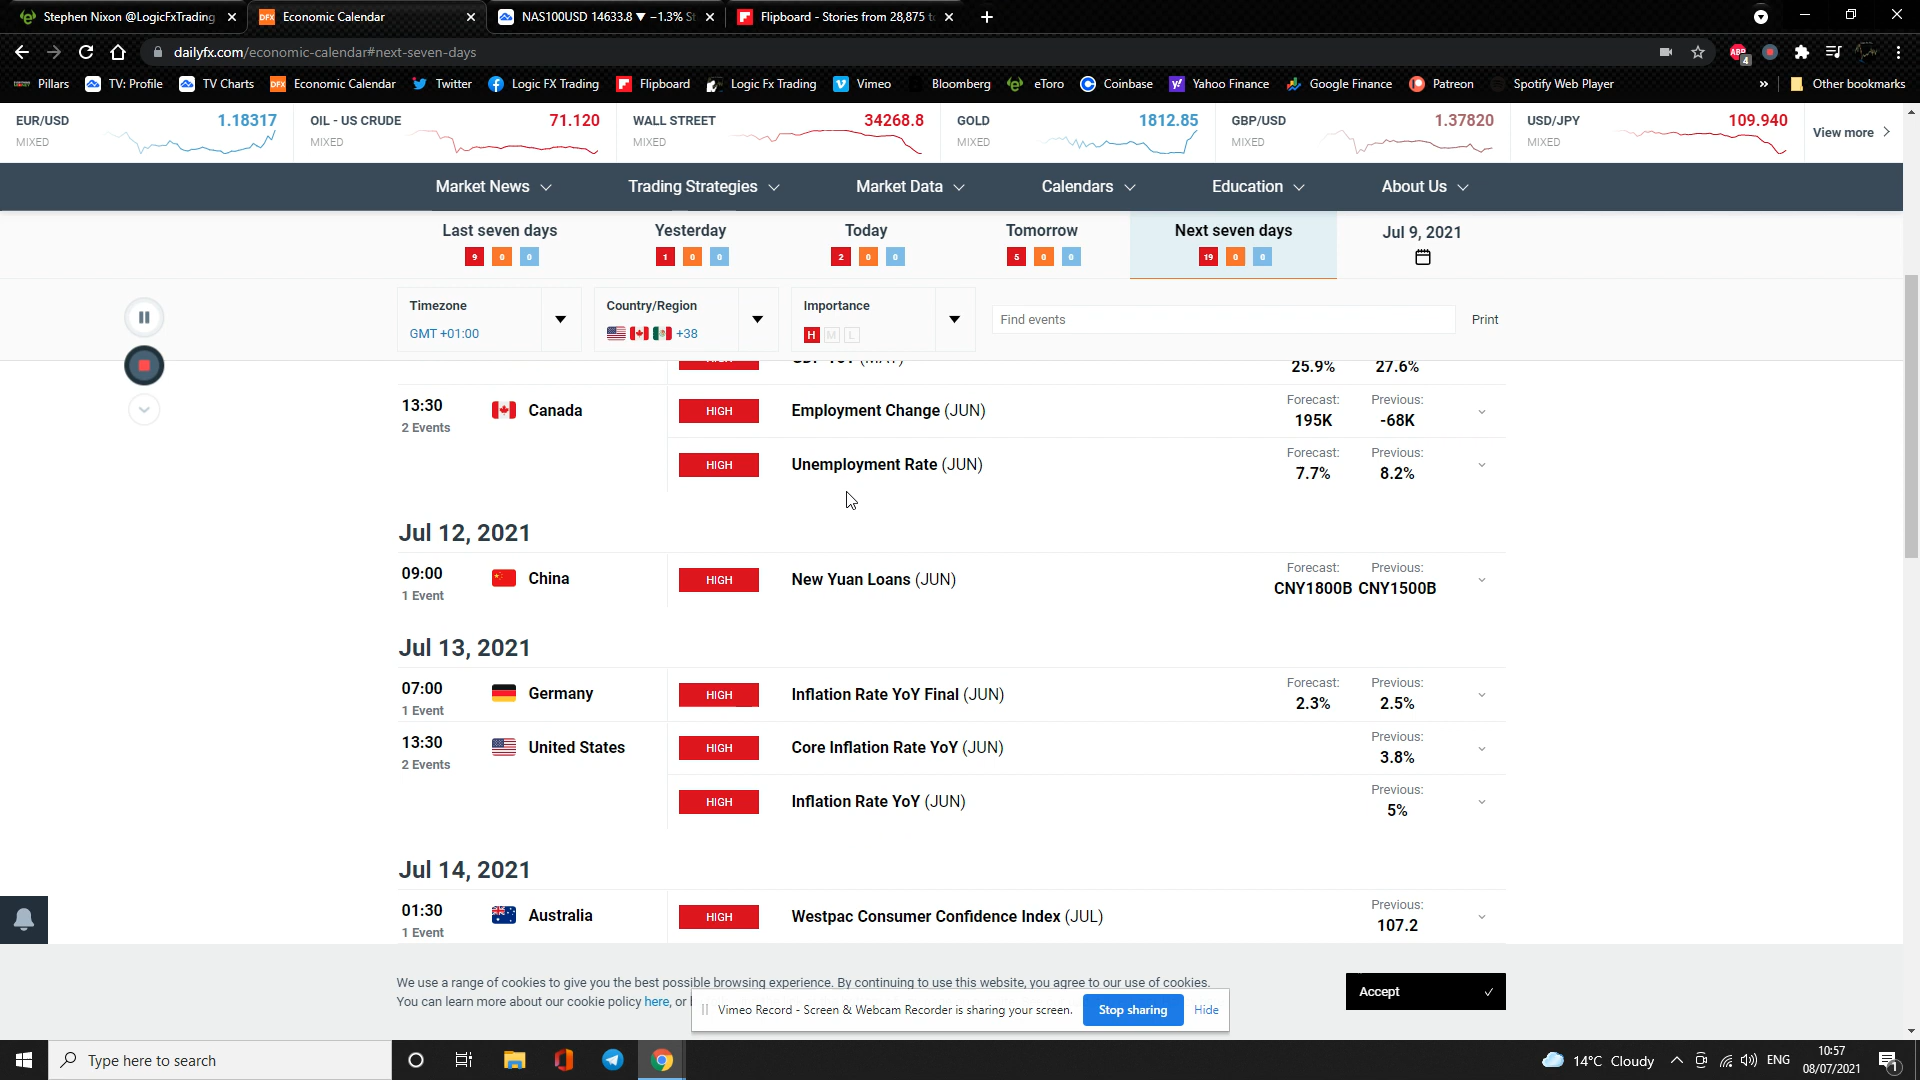 Stephen Nixon @LogicFxTrading
Economic Calendar
NAS100USD 14633.8 ▼ −1.3%
Flipboard - Stories from 28,875
dailyfx.com/economic-calendar#next-seven-days
Pillars TV: Profile TV Charts Economic Calendar Twitter Logic FX Trading Flipboard Logic Fx Trading Vimeo Bloomberg eToro Coinbase Yahoo Finance Google Finance Patreon Spotify Web Player » Other bookmarks
EUR/USD 1.18317 OIL - US CRUDE 71.120 WALL STREET 34268.8 GOLD 1812.85 GBP/USD 1.37820 USD/JPY 109.940
MIXED MIXED MIXED MIXED MIXED MIXED View more
Market News Trading Strategies Market Data Calendars Education About Us
Last seven days Yesterday Today Tomorrow Next seven days Jul 9, 2021
9 0 0 1 0 0 2 0 0 5 0 0 19 0 0
Timezone Country/Region Importance
GMT +01:00 +38 H M L Find events Print
25.9% 27.6%
13:30 Canada HIGH Employment Change (JUN) Forecast: Previous:
2 Events 195K -68K
HIGH Unemployment Rate (JUN) Forecast: Previous:
7.7% 8.2%
Jul 12, 2021
09:00 China HIGH New Yuan Loans (JUN) Forecast: Previous:
1 Event CNY1800B CNY1500B
Jul 13, 2021
07:00 Germany HIGH Inflation Rate YoY Final (JUN) Forecast: Previous:
1 Event 2.3% 2.5%
13:30 United States HIGH Core Inflation Rate YoY (JUN) Previous:
2 Events 3.8%
HIGH Inflation Rate YoY (JUN) Previous:
5%
Jul 14, 2021
01:30 Australia HIGH Westpac Consumer Confidence Index (JUL) Previous:
1 Event 107.2
We use a range of cookies to give you the best possible browsing experience. By continuing to use this website, you agree to our use of cookies.
You can learn more about our cookie policy here, or
Accept
Vimeo Record - Screen & Webcam Recorder is sharing your screen. Stop sharing Hide
Type here to search
14°C Cloudy ENG 10:57
08/07/2021